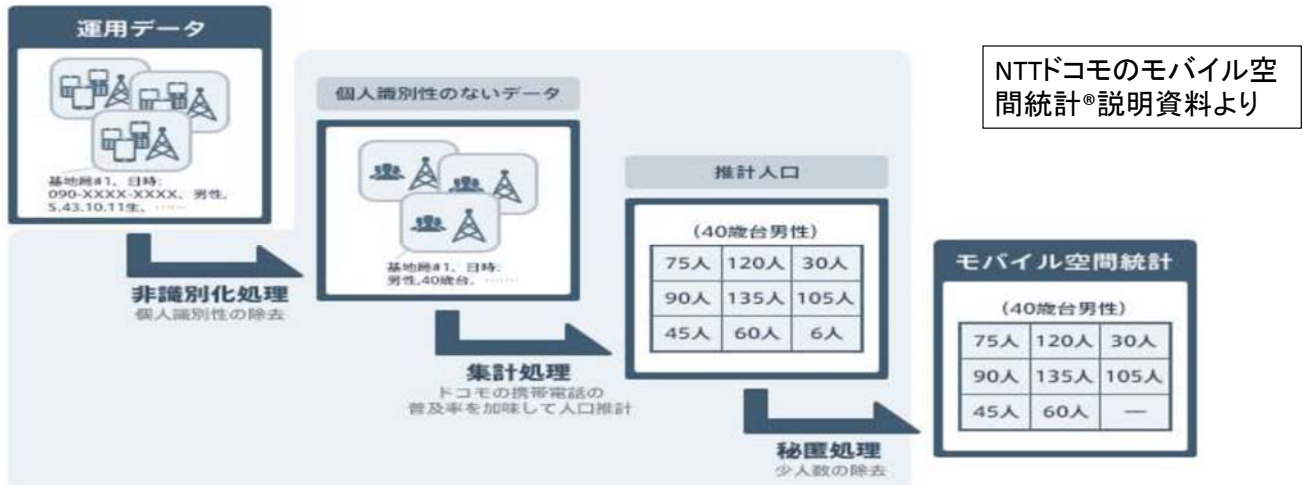 運用データ
基地局#1、日時:
090-XXXX-XXXX、男性,
S,43.10.11生、……
非識別化処理
個人識別性の除去
個人識別性のないデータ
基地局#1、日時:
男性,40歳台、……
集計処理
ドコモの携帯電話の
普及率を加味して人口推計
推計人口
(40歳台男性)
75人 120人 30人
90人 135人 105人
45人 60人 6人
秘匿処理
少人数の除去
モバイル空間統計
(40歳台男性)
75人 120人 30人
90人 135人 105人
45人 60人 —
NTTドコモのモバイル空
間統計®説明資料より